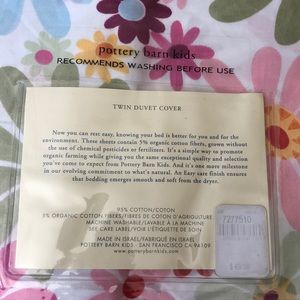 pottery barn kids
RECOMMENDS WASHING BEFORE USE
TWIN DUVET COVER
Now you can rest easy, knowing your bed is better for you and for the
environment. These sheets contain 5% organic cotton fibers, grown without
the use of chemical pesticides or fertilizers. It's a simple way to promote
organic farming while giving you the same exceptional quality and selection
you've come to expect from Pottery Barn Kids. And it's one more milestone
in our evolving commitment to what's natural. An Easy care finish ensures
that bedding emerges smooth and soft from the dryer.
95% COTTON/COTON
5% ORGANIC COTTON FIBERS/FIBRES DE COTON D'AGRICULTURE
MACHINE WASHABLE/LAVABLE À LA MACHINE
SEE CARE LABEL/VOIR L'ÉTIQUETTE DE SOIN
MADE IN ISRAEL/FABRIQUÉ EN ISRAEL
POTTERY BARN KIDS · SAN FRANCISCO CA 94109
www.potterybarnkids.com
7277510